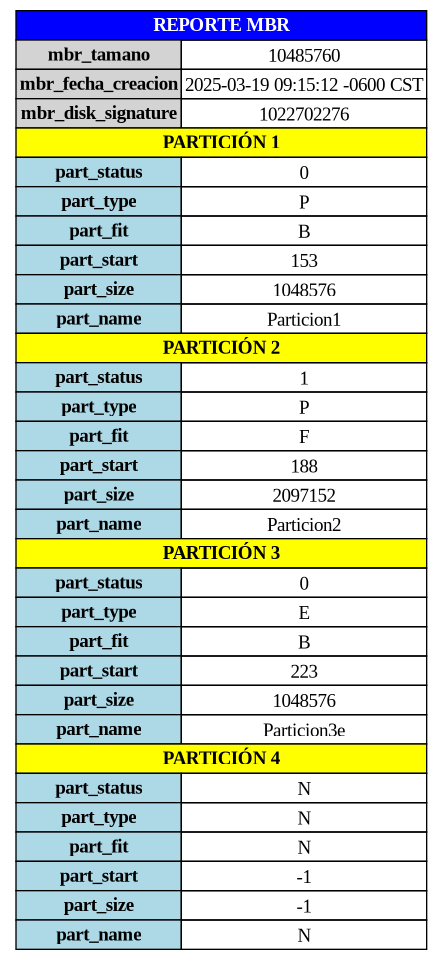 REPORTE MBR
mbr_tamano 10485760
mbr_fecha_creacion 2025-03-19 09:15:12 -0600 CST
mbr_disk_signature 1022702276
PARTICIÓN 1
part_status 0
part_type P
part_fit B
part_start 153
part_size 1048576
part_name Particion1
PARTICIÓN 2
part_status 1
part_type P
part_fit F
part_start 188
part_size 2097152
part_name Particion2
PARTICIÓN 3
part_status 0
part_type E
part_fit B
part_start 223
part_size 1048576
part_name Particion3e
PARTICIÓN 4
part_status N
part_type N
part_fit N
part_start -1
part_size -1
part_name N